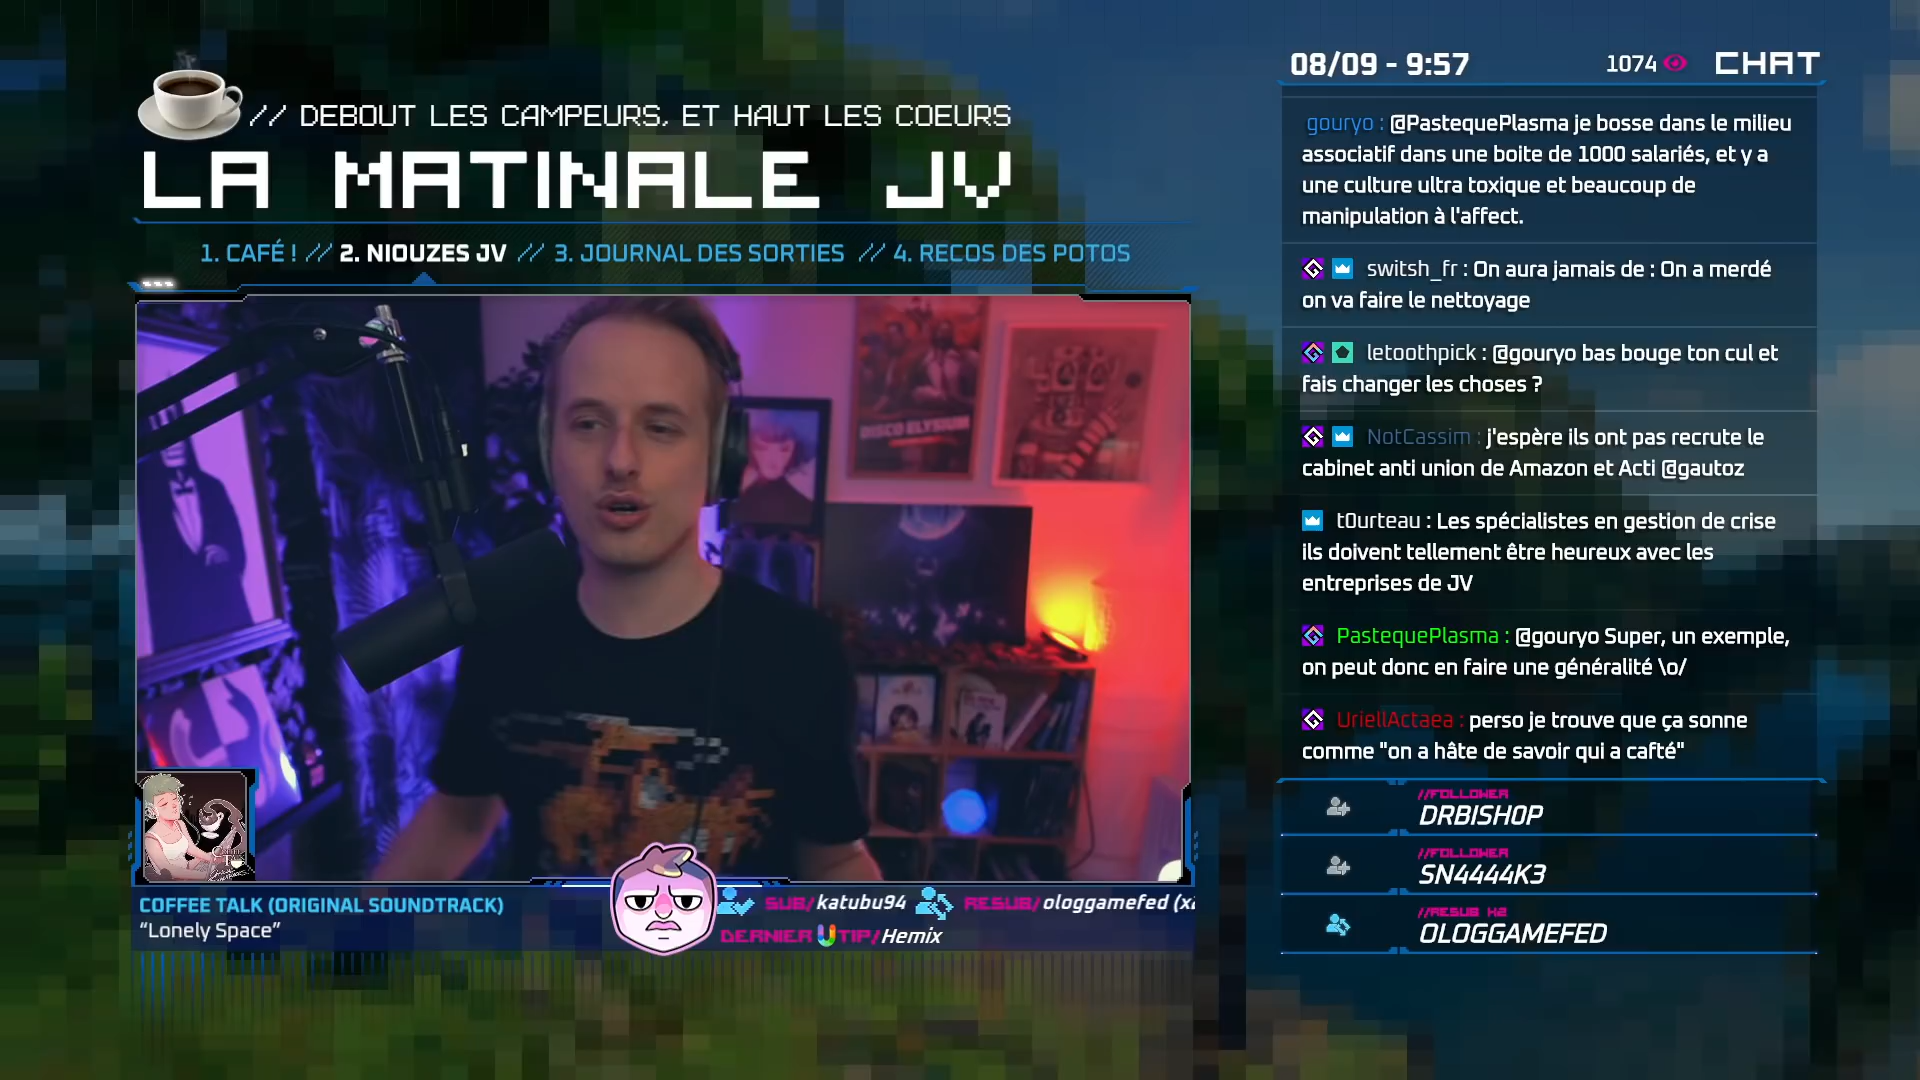 // DEBOUT LES CAMPEURS, ET HAUT LES COEURS
LA MATINALE JV
1. CAFÉ ! // 2. NIOUZES JV // 3. JOURNAL DES SORTIES // 4. RECOS DES POTOS
DISCO ELYSIUM
COFFEE TALK (ORIGINAL SOUNDTRACK)
“Lonely Space”
SUB/ katubu94 RESUB/ ologgamefed (x2
DERNIER UTIP/ Hemix
08/09 - 9:57 1074 CHAT
gouryo : @PastequePlasma je bosse dans le milieu
associatif dans une boite de 1000 salariés, et y a
une culture ultra toxique et beaucoup de
manipulation à l'affect.
switsh_fr : On aura jamais de : On a merdé
on va faire le nettoyage
letoothpick : @gouryo bas bouge ton cul et
fais changer les choses ?
NotCassim : j'espère ils ont pas recrute le
cabinet anti union de Amazon et Acti @gautoz
t0urteau : Les spécialistes en gestion de crise
ils doivent tellement être heureux avec les
entreprises de JV
PastequePlasma : @gouryo Super, un exemple,
on peut donc en faire une généralité \o/
UriellActaea : perso je trouve que ça sonne
comme "on a hâte de savoir qui a cafté"
//FOLLOWER
DRBISH0P
//FOLLOWER
SN4444K3
//RESUB X2
OLOGGAMEFED